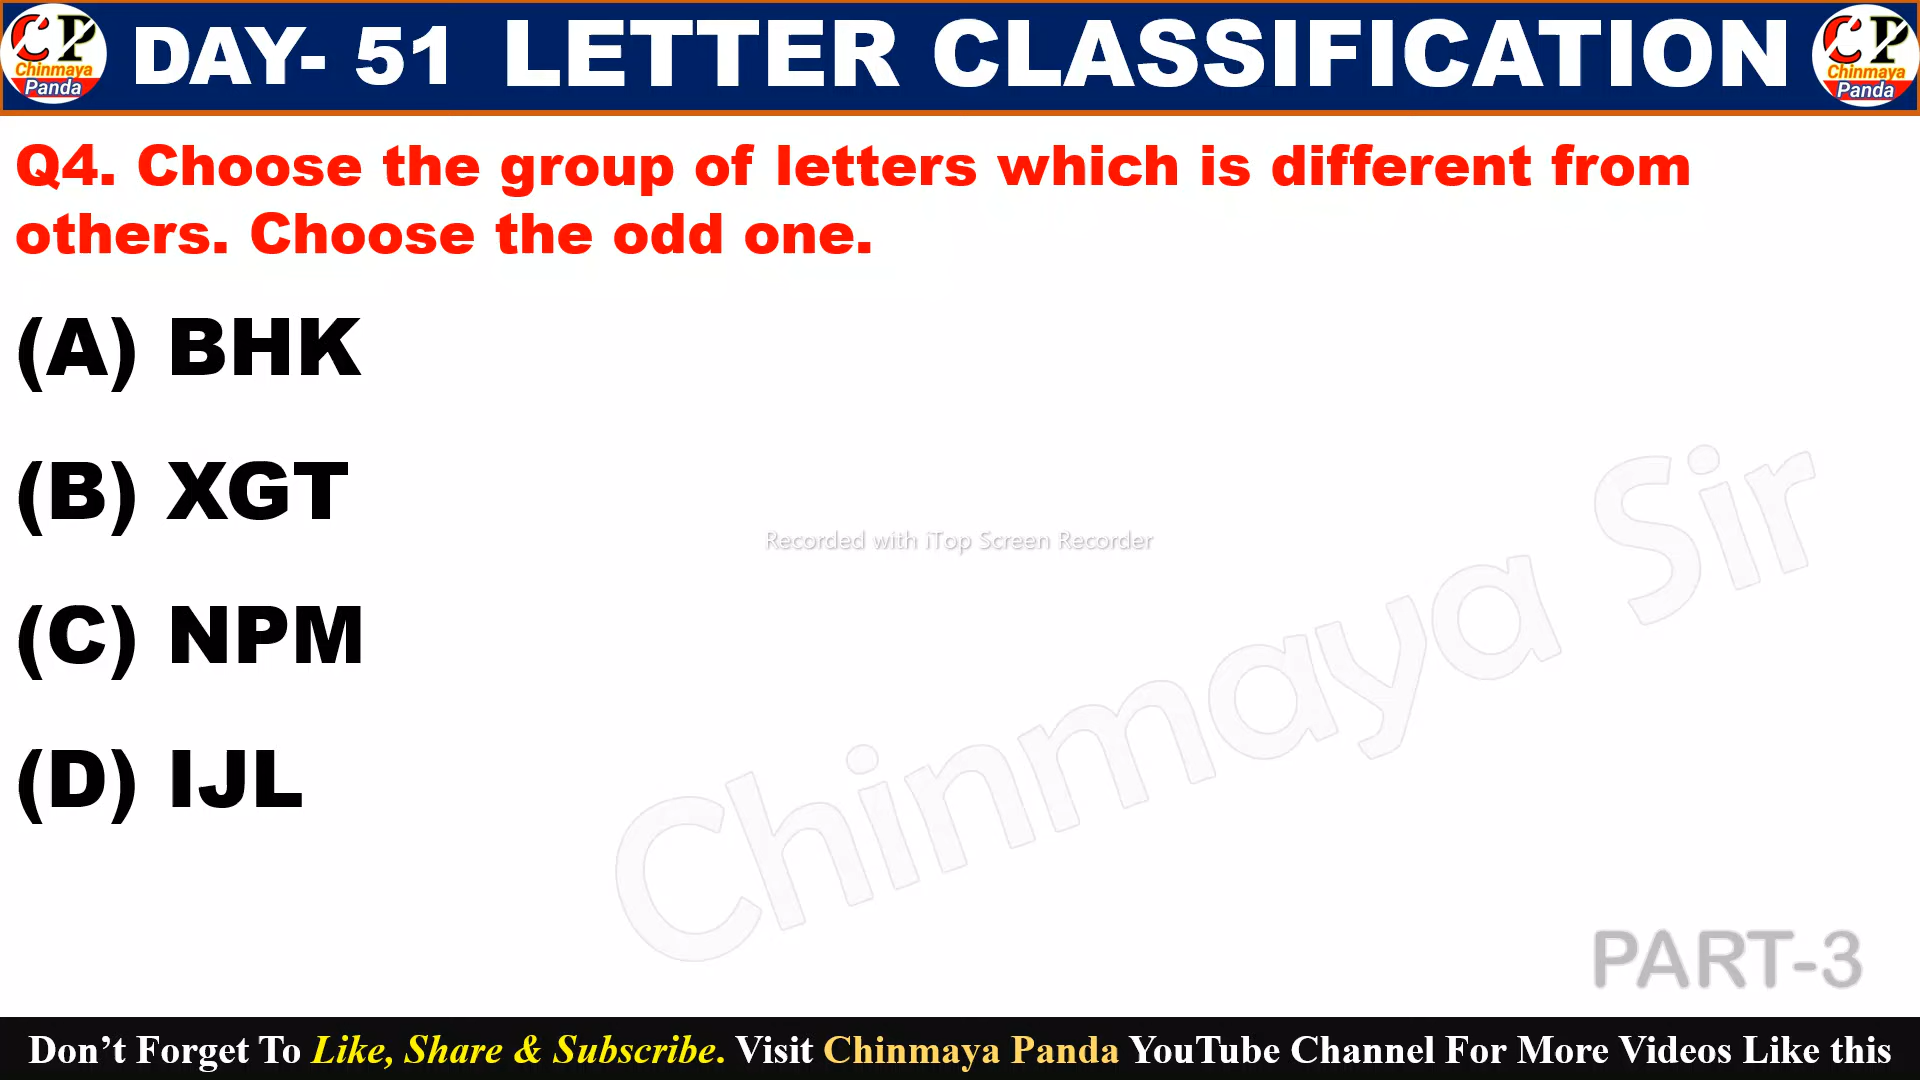 CP Chinmaya Panda
DAY- 51 LETTER CLASSIFICATION
CP Chinmaya Panda
Q4. Choose the group of letters which is different from
others. Choose the odd one.
(A) BHK
(B) XGT
Recorded with iTop Screen Recorder
(C) NPM
(D) IJL
Chinmaya Sir
PART-3
Don’t Forget To Like, Share & Subscribe. Visit Chinmaya Panda YouTube Channel For More Videos Like this